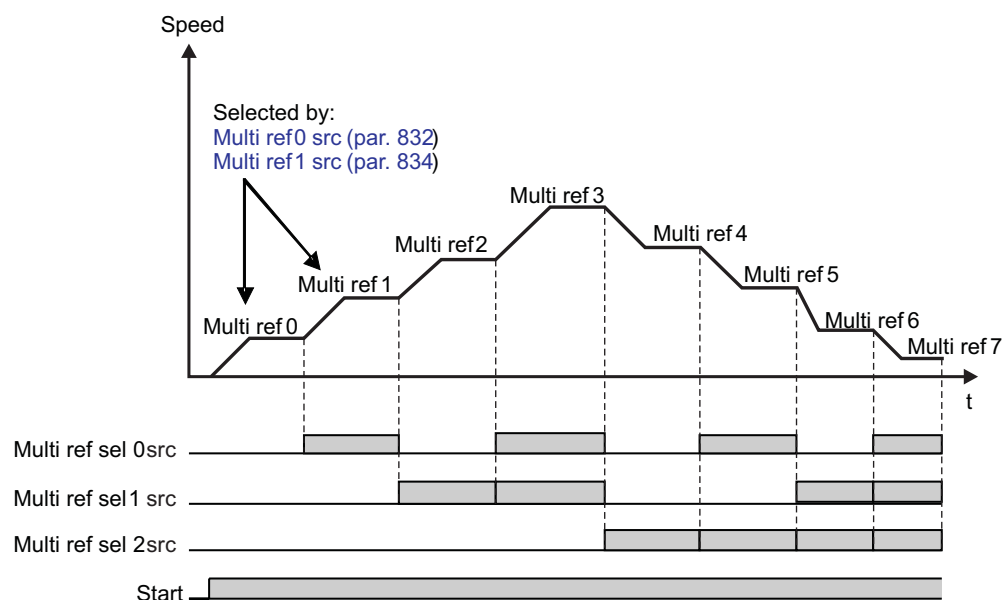 Speed
Selected by:
Multi ref0 src (par. 832)
Multi ref1 src (par. 834)
Multi ref 3
Multi ref2
Multi ref 4
Multi ref 1
Multi ref 5
Multi ref 0
Multi ref 6
Multi ref 7
t
Multi ref sel 0src
Multi ref sel1 src
Multi ref sel 2src
Start